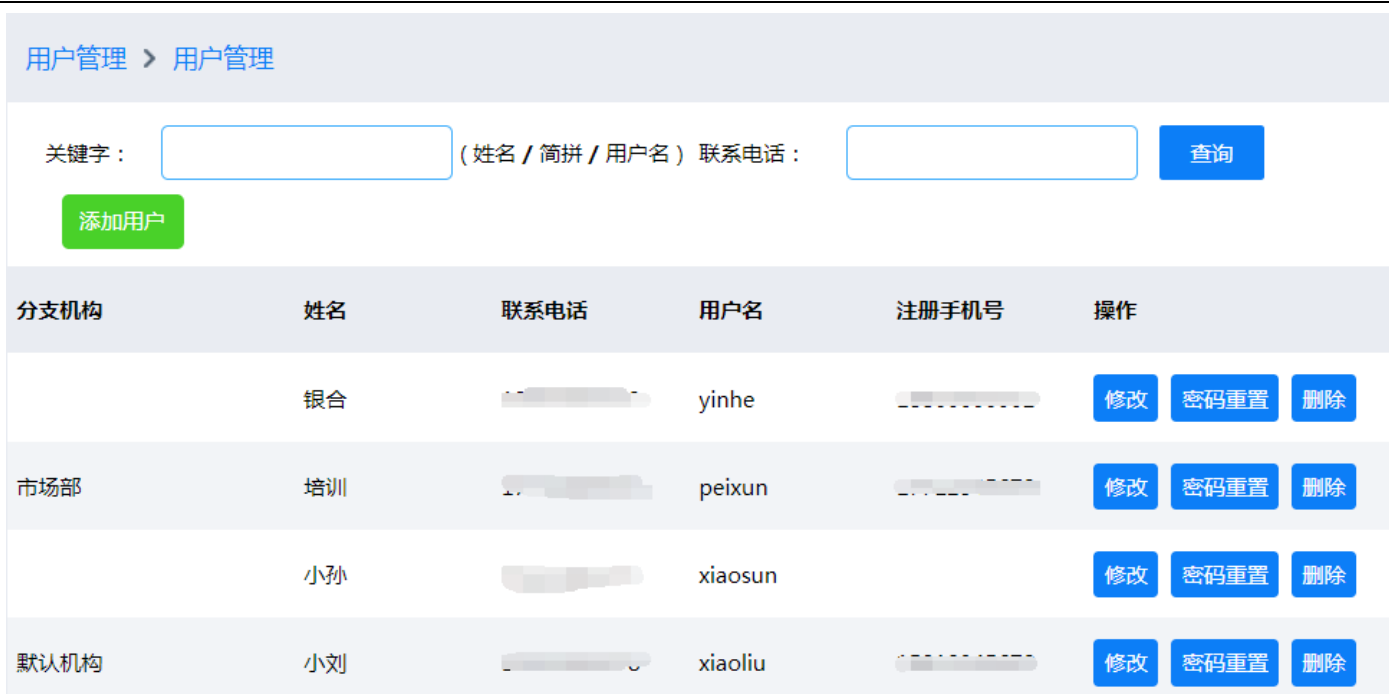 用户管理 > 用户管理
关键字： (姓名 / 简拼 / 用户名) 联系电话： 查询
添加用户
分支机构 姓名 联系电话 用户名 注册手机号 操作
银合 yinhe 修改 密码重置 删除
市场部 培训 peixun 修改 密码重置 删除
小孙 xiaosun 修改 密码重置 删除
默认机构 小刘 xiaoliu 修改 密码重置 删除